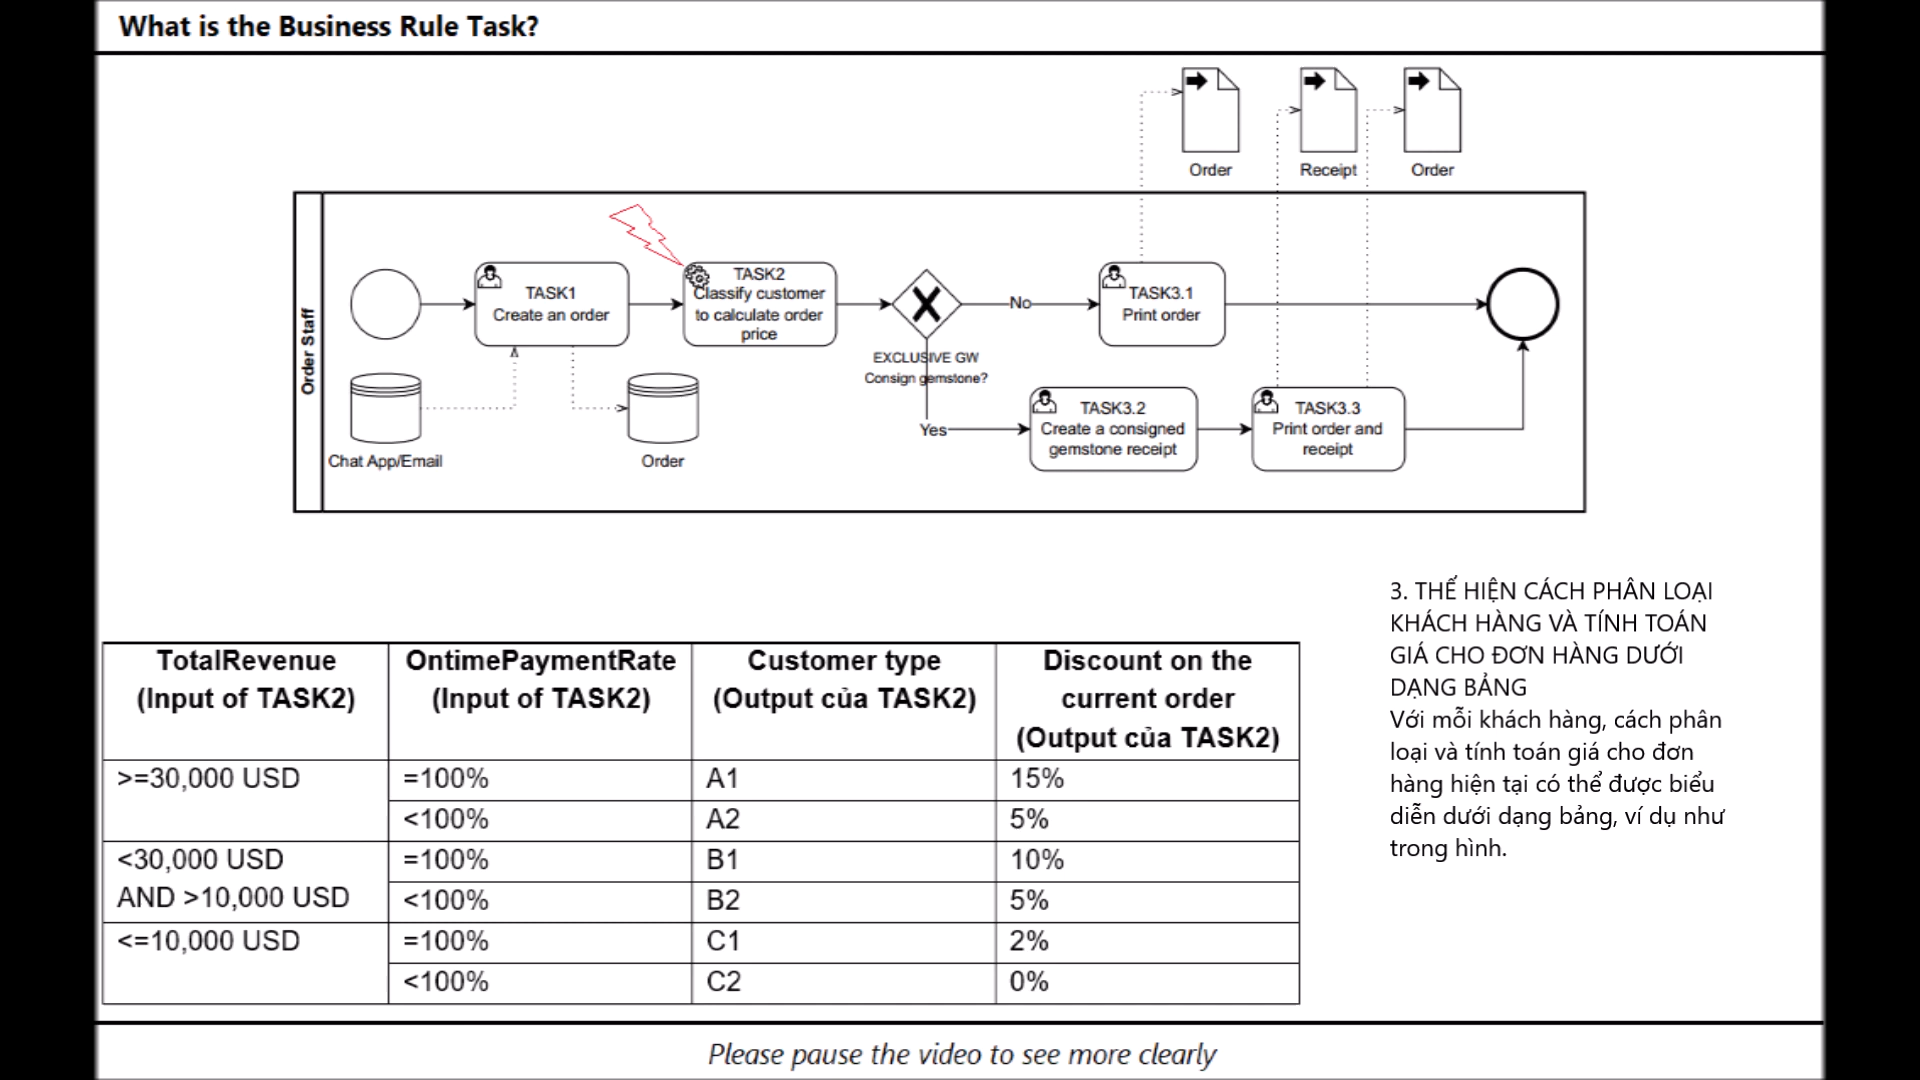 What is the Business Rule Task?
Order
Receipt
Order
Order Staff
TASK1
Create an order
TASK2
Classify customer
to calculate order
price
EXCLUSIVE GW
Consign gemstone?
No
Yes
TASK3.1
Print order
TASK3.2
Create a consigned
gemstone receipt
TASK3.3
Print order and
receipt
Chat App/Email
Order
3. THỂ HIỆN CÁCH PHÂN LOẠI
KHÁCH HÀNG VÀ TÍNH TOÁN
GIÁ CHO ĐƠN HÀNG DƯỚI
DẠNG BẢNG
Với mỗi khách hàng, cách phân
loại và tính toán giá cho đơn
hàng hiện tại có thể được biểu
diễn dưới dạng bảng, ví dụ như
trong hình.
TotalRevenue
(Input of TASK2)
OntimePaymentRate
(Input of TASK2)
Customer type
(Output của TASK2)
Discount on the
current order
(Output của TASK2)
>=30,000 USD
=100%
A1
15%
<100%
A2
5%
<30,000 USD
AND >10,000 USD
=100%
B1
10%
<100%
B2
5%
<=10,000 USD
=100%
C1
2%
<100%
C2
0%
Please pause the video to see more clearly